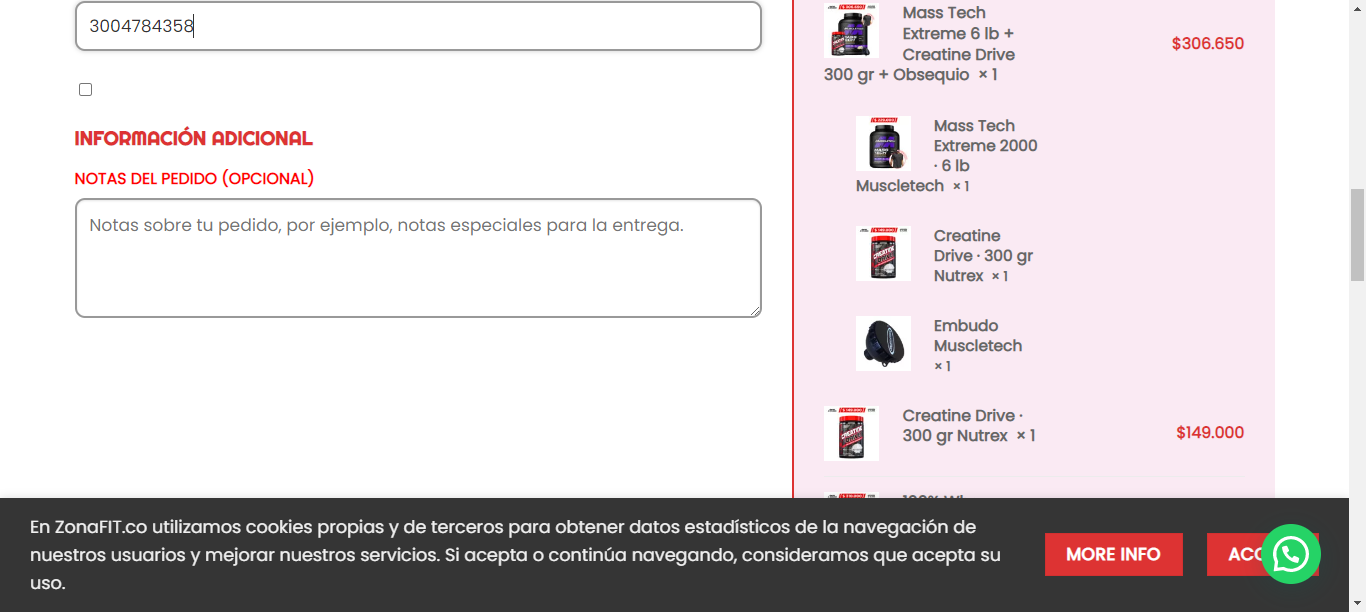 3004784358
INFORMACIÓN ADICIONAL
NOTAS DEL PEDIDO (OPCIONAL)
Notas sobre tu pedido, por ejemplo, notas especiales para la entrega.
Mass Tech
Extreme 6 lb +
Creatine Drive
300 gr + Obsequio × 1
$306.650
Mass Tech
Extreme 2000
· 6 lb
Muscletech × 1
Creatine
Drive · 300 gr
Nutrex × 1
Embudo
Muscletech
× 1
Creatine Drive ·
300 gr Nutrex × 1
$149.000
En ZonaFIT.co utilizamos cookies propias y de terceros para obtener datos estadísticos de la navegación de
nuestros usuarios y mejorar nuestros servicios. Si acepta o continúa navegando, consideramos que acepta su
uso.
MORE INFO